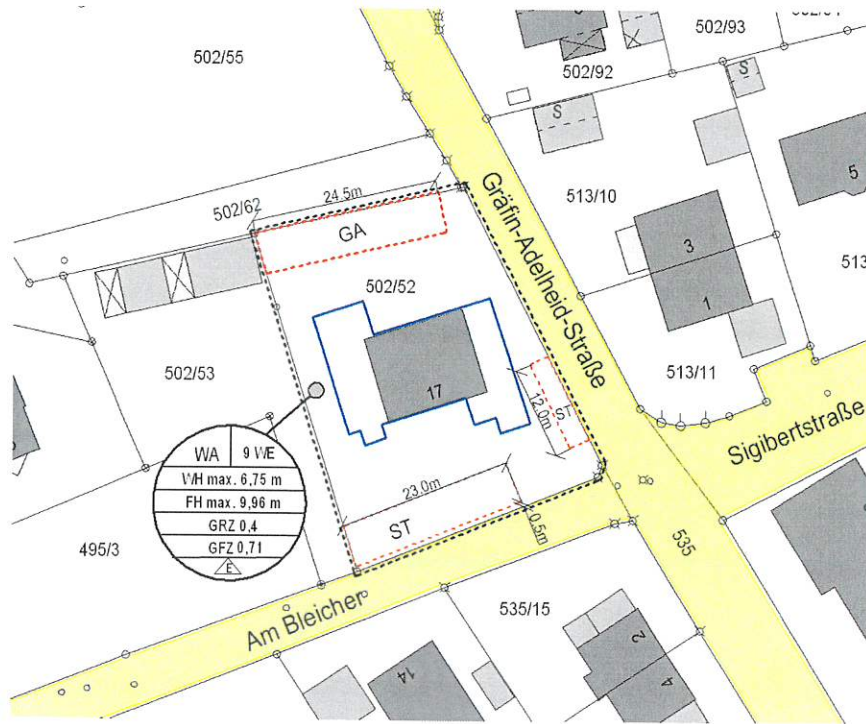 502/55
502/93
502/92
S
S
5
Gräfin-Adelheid-Straße
513/10
502/62
24.5m
GA
3
513
502/52
1
502/53
17
513/11
12.0m
ST
Sigibertstraße
WA
9 WE
WH max. 6,75 m
FH max. 9,96 m
GRZ 0,4
GFZ 0,71
E
23.0m
ST
0.5m
495/3
535
Am Bleicher
535/15
2
4
14